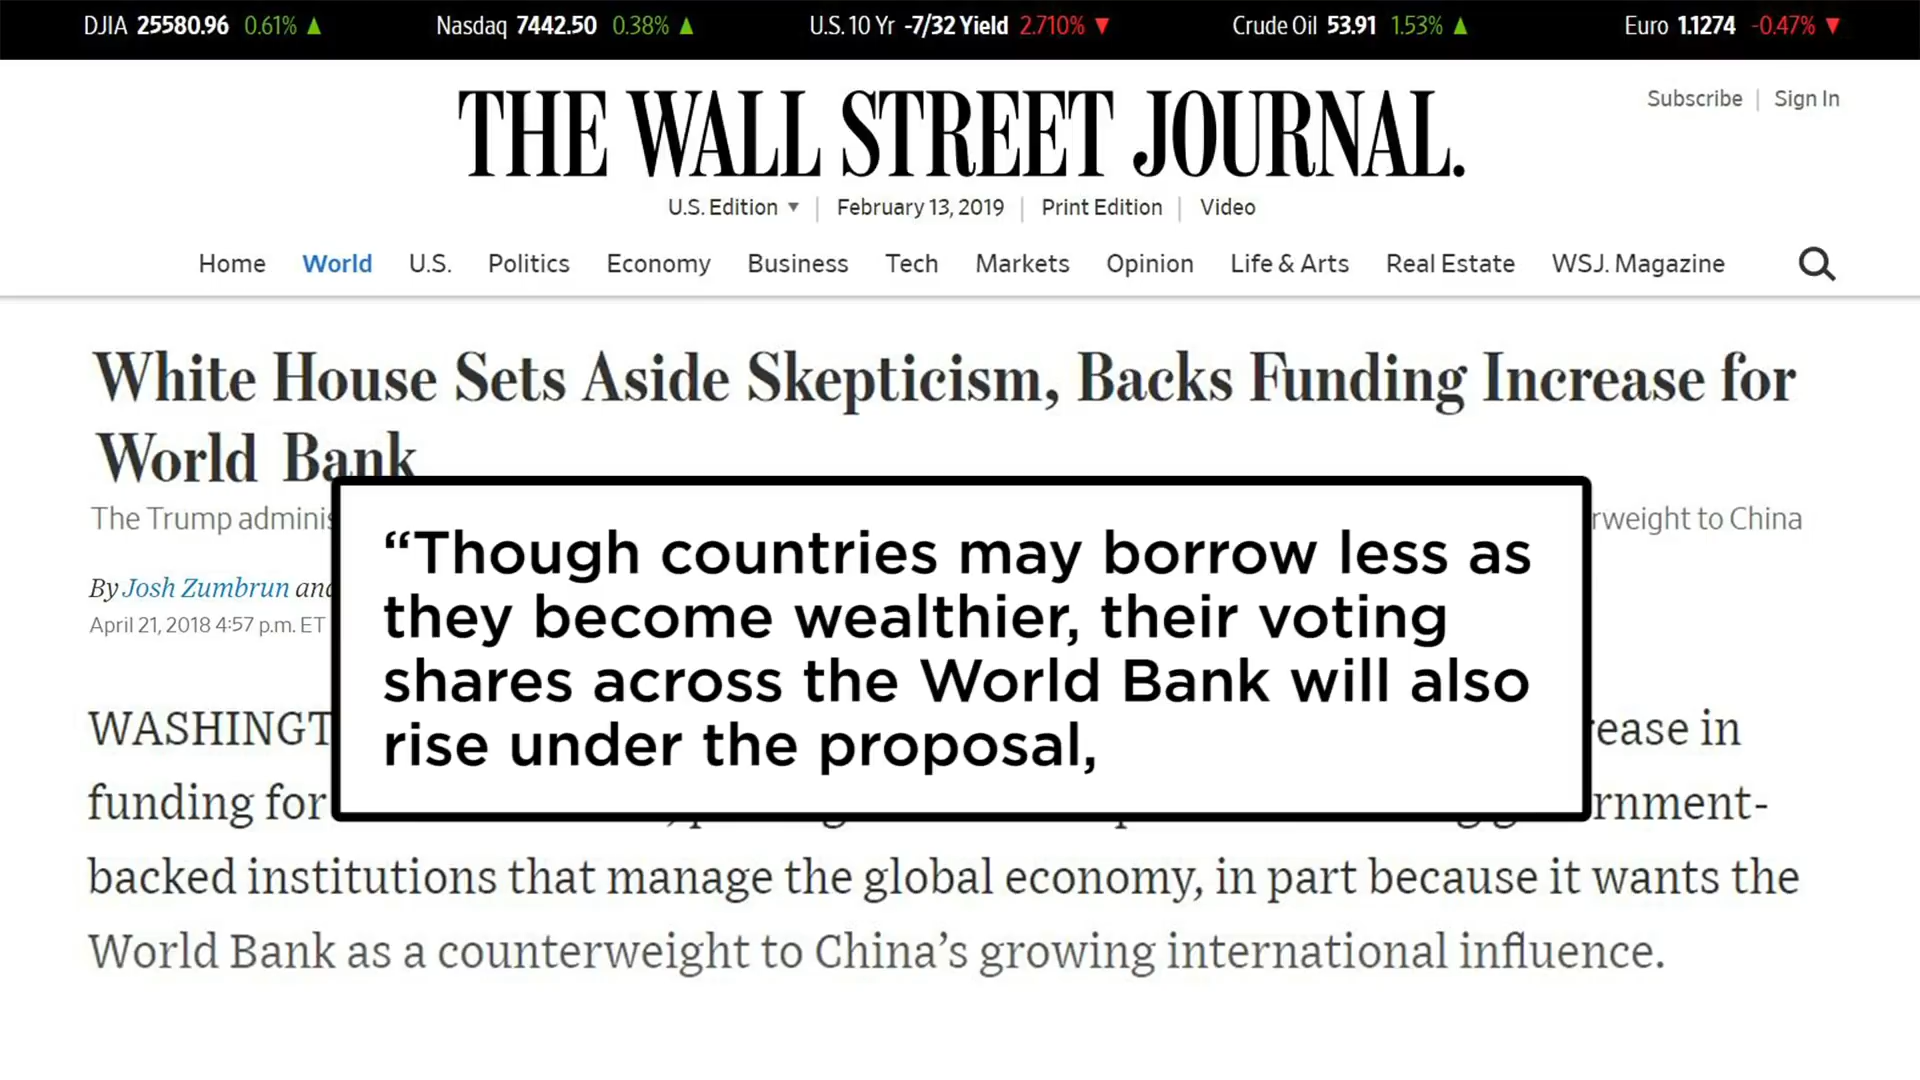 DJIA 25580.96 0.61% ▲ Nasdaq 7442.50 0.38% ▲ U.S. 10 Yr -7/32 Yield 2.710% ▼ Crude Oil 53.91 1.53% ▲ Euro 1.1274 -0.47% ▼
Subscribe | Sign In
THE WALL STREET JOURNAL.
U.S. Edition ▼ | February 13, 2019 | Print Edition | Video
Home World U.S. Politics Economy Business Tech Markets Opinion Life & Arts Real Estate WSJ. Magazine
White House Sets Aside Skepticism, Backs Funding Increase for
World Bank
The Trump weight to China
By Josh Zumbrun and
April 21, 2018 4:57 p.m. ET
“Though countries may borrow less as
they become wealthier, their voting
shares across the World Bank will also
rise under the proposal,
in
funding for
backed institutions that manage the global economy, in part because it wants the
World Bank as a counterweight to China’s growing international influence.